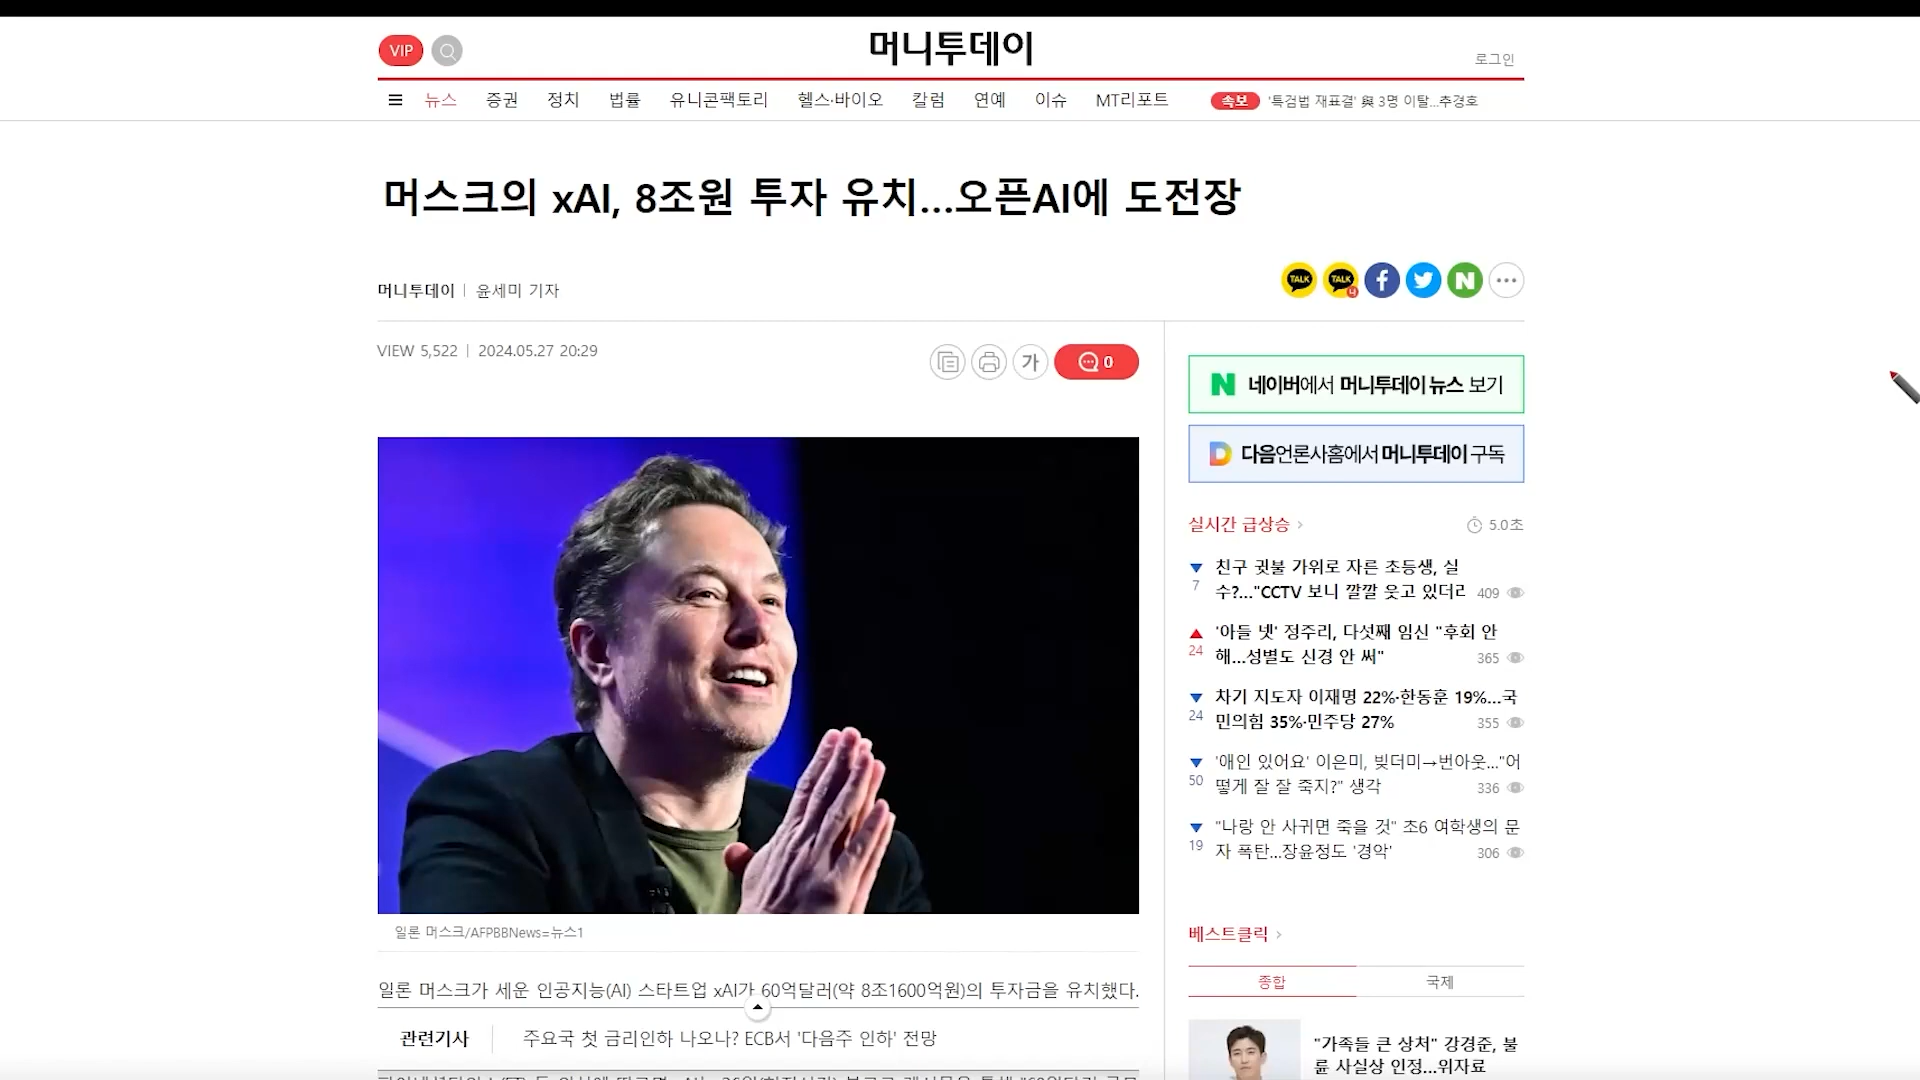 VIP
머니투데이
로그인
뉴스 증권 정치 법률 유니콘팩토리 헬스·바이오 칼럼 연예 이슈 MT리포트
속보 '특검법 재표결' 與 3명 이탈...추경호
머스크의 xAI, 8조원 투자 유치...오픈AI에 도전장
머니투데이 | 윤세미 기자
TALK TALK
VIEW 5,522 | 2024.05.27 20:29
가 0
일론 머스크/AFPBBNews=뉴스1
일론 머스크가 세운 인공지능(AI) 스타트업 xAI가 60억달러(약 8조1600억원)의 투자금을 유치했다.
관련기사 주요국 첫 금리인하 나오나? ECB서 '다음주 인하' 전망
N 네이버에서 머니투데이 뉴스 보기
다음언론사홈에서 머니투데이 구독
실시간 급상승 > 5.0초
친구 귓불 가위로 자른 초등생, 실
7 수?..."CCTV 보니 깔깔 웃고 있더라 409
'아들 넷' 정주리, 다섯째 임신 "후회 안
24 해...성별도 신경 안 써" 365
차기 지도자 이재명 22%·한동훈 19%...국
24 민의힘 35%·민주당 27% 355
'애인 있어요' 이은미, 빚더미→번아웃..."어
50 떻게 잘 잘 죽지?" 생각 336
"나랑 안 사귀면 죽을 것" 초6 여학생의 문
19 자 폭탄...장윤정도 '경악' 306
베스트클릭 >
종합 국제
"가족들 큰 상처" 강경준, 불
륜 사실상 인정...위자료